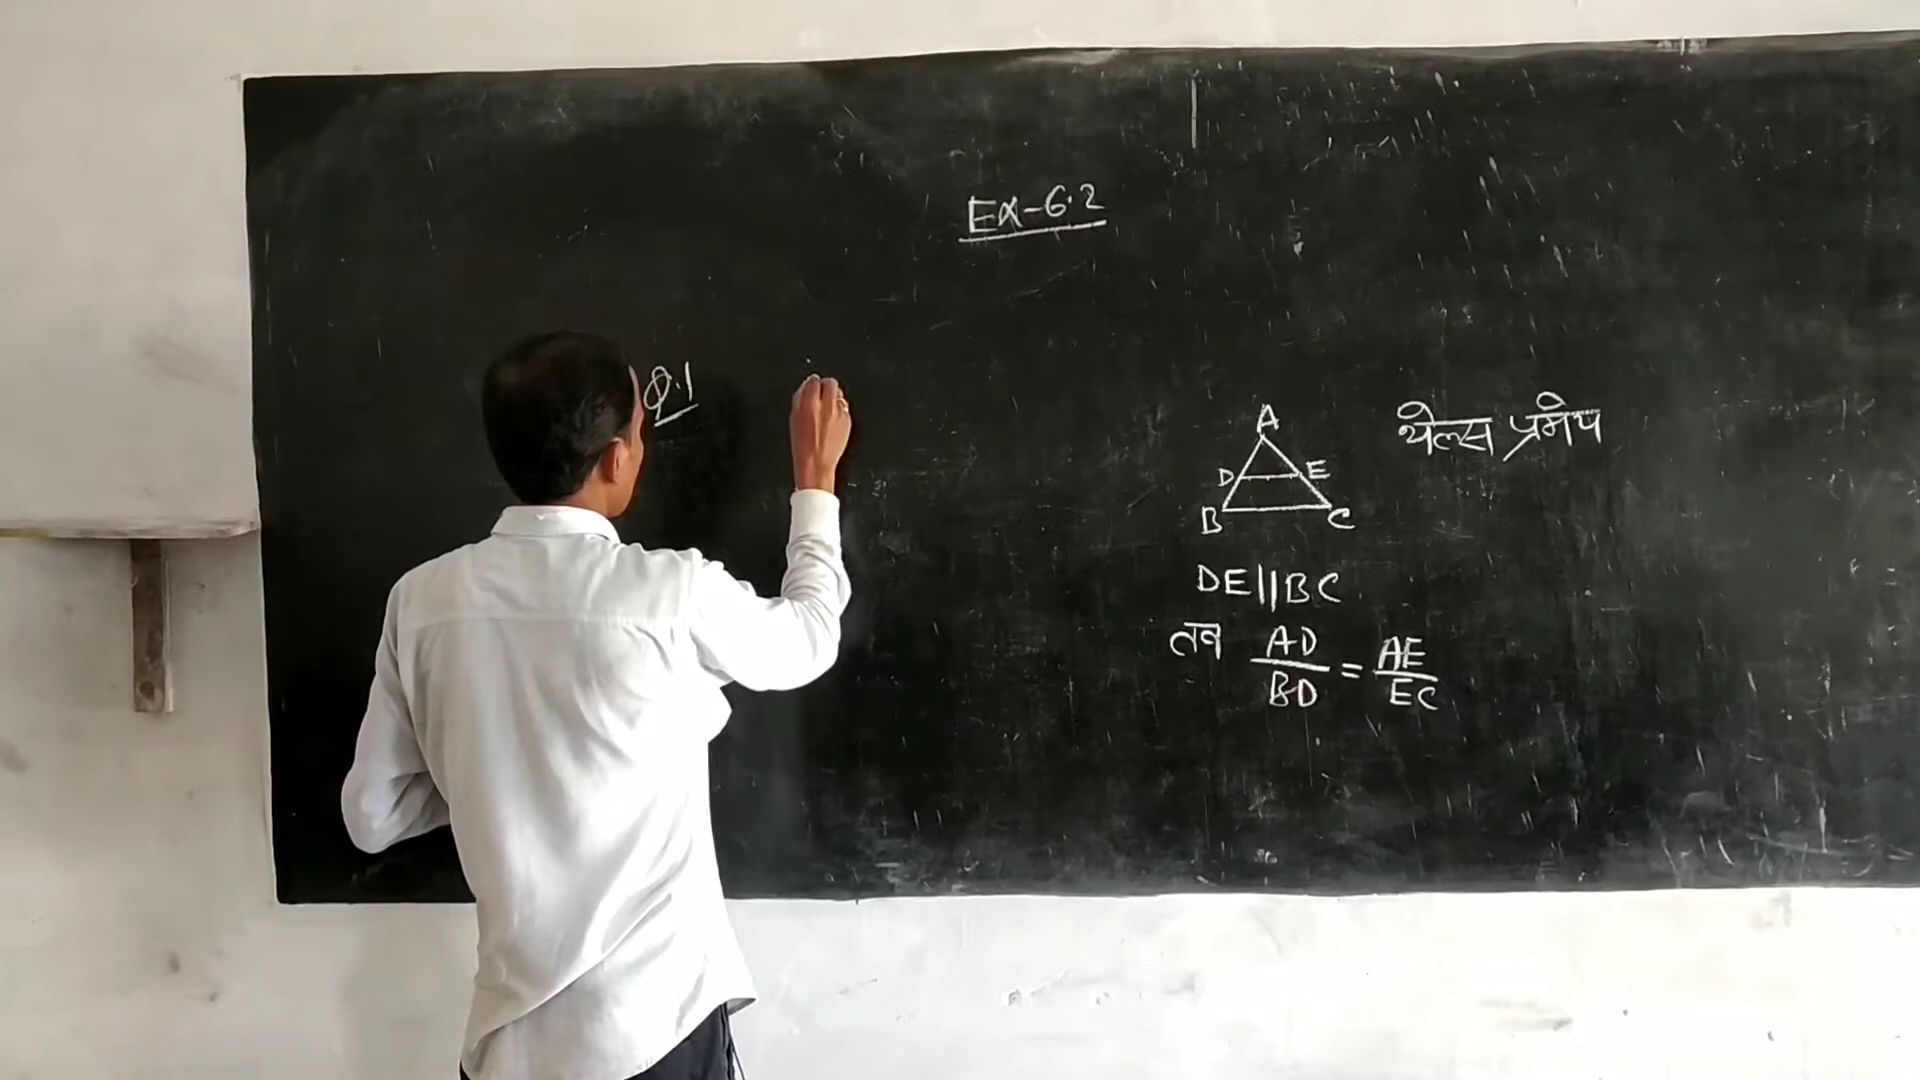 Ex-6.2
Q.1
A
D E
B C
थेल्स प्रमेय
DE||BC
तब AD/BD = AE/EC